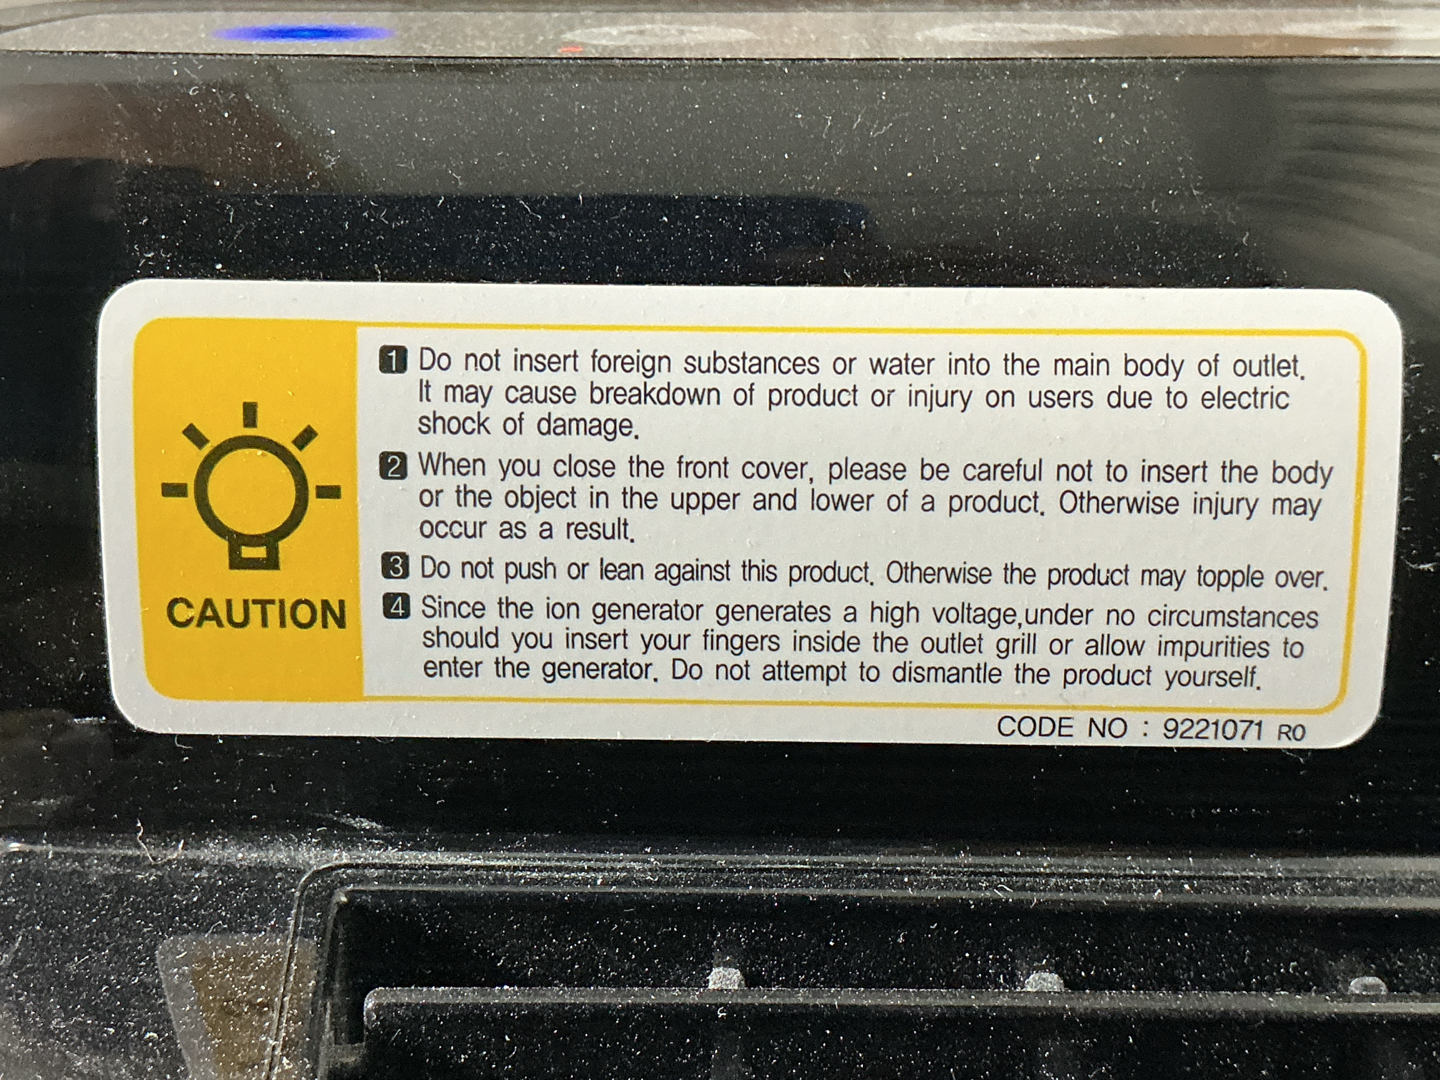 CAUTION
1 Do not insert foreign substances or water into the main body of outlet.
It may cause breakdown of product or injury on users due to electric
shock of damage.
2 When you close the front cover, please be careful not to insert the body
or the object in the upper and lower of a product. Otherwise injury may
occur as a result.
3 Do not push or lean against this product. Otherwise the product may topple over.
4 Since the ion generator generates a high voltage,under no circumstances
should you insert your fingers inside the outlet grill or allow impurities to
enter the generator. Do not attempt to dismantle the product yourself.
CODE NO : 9221071 R0